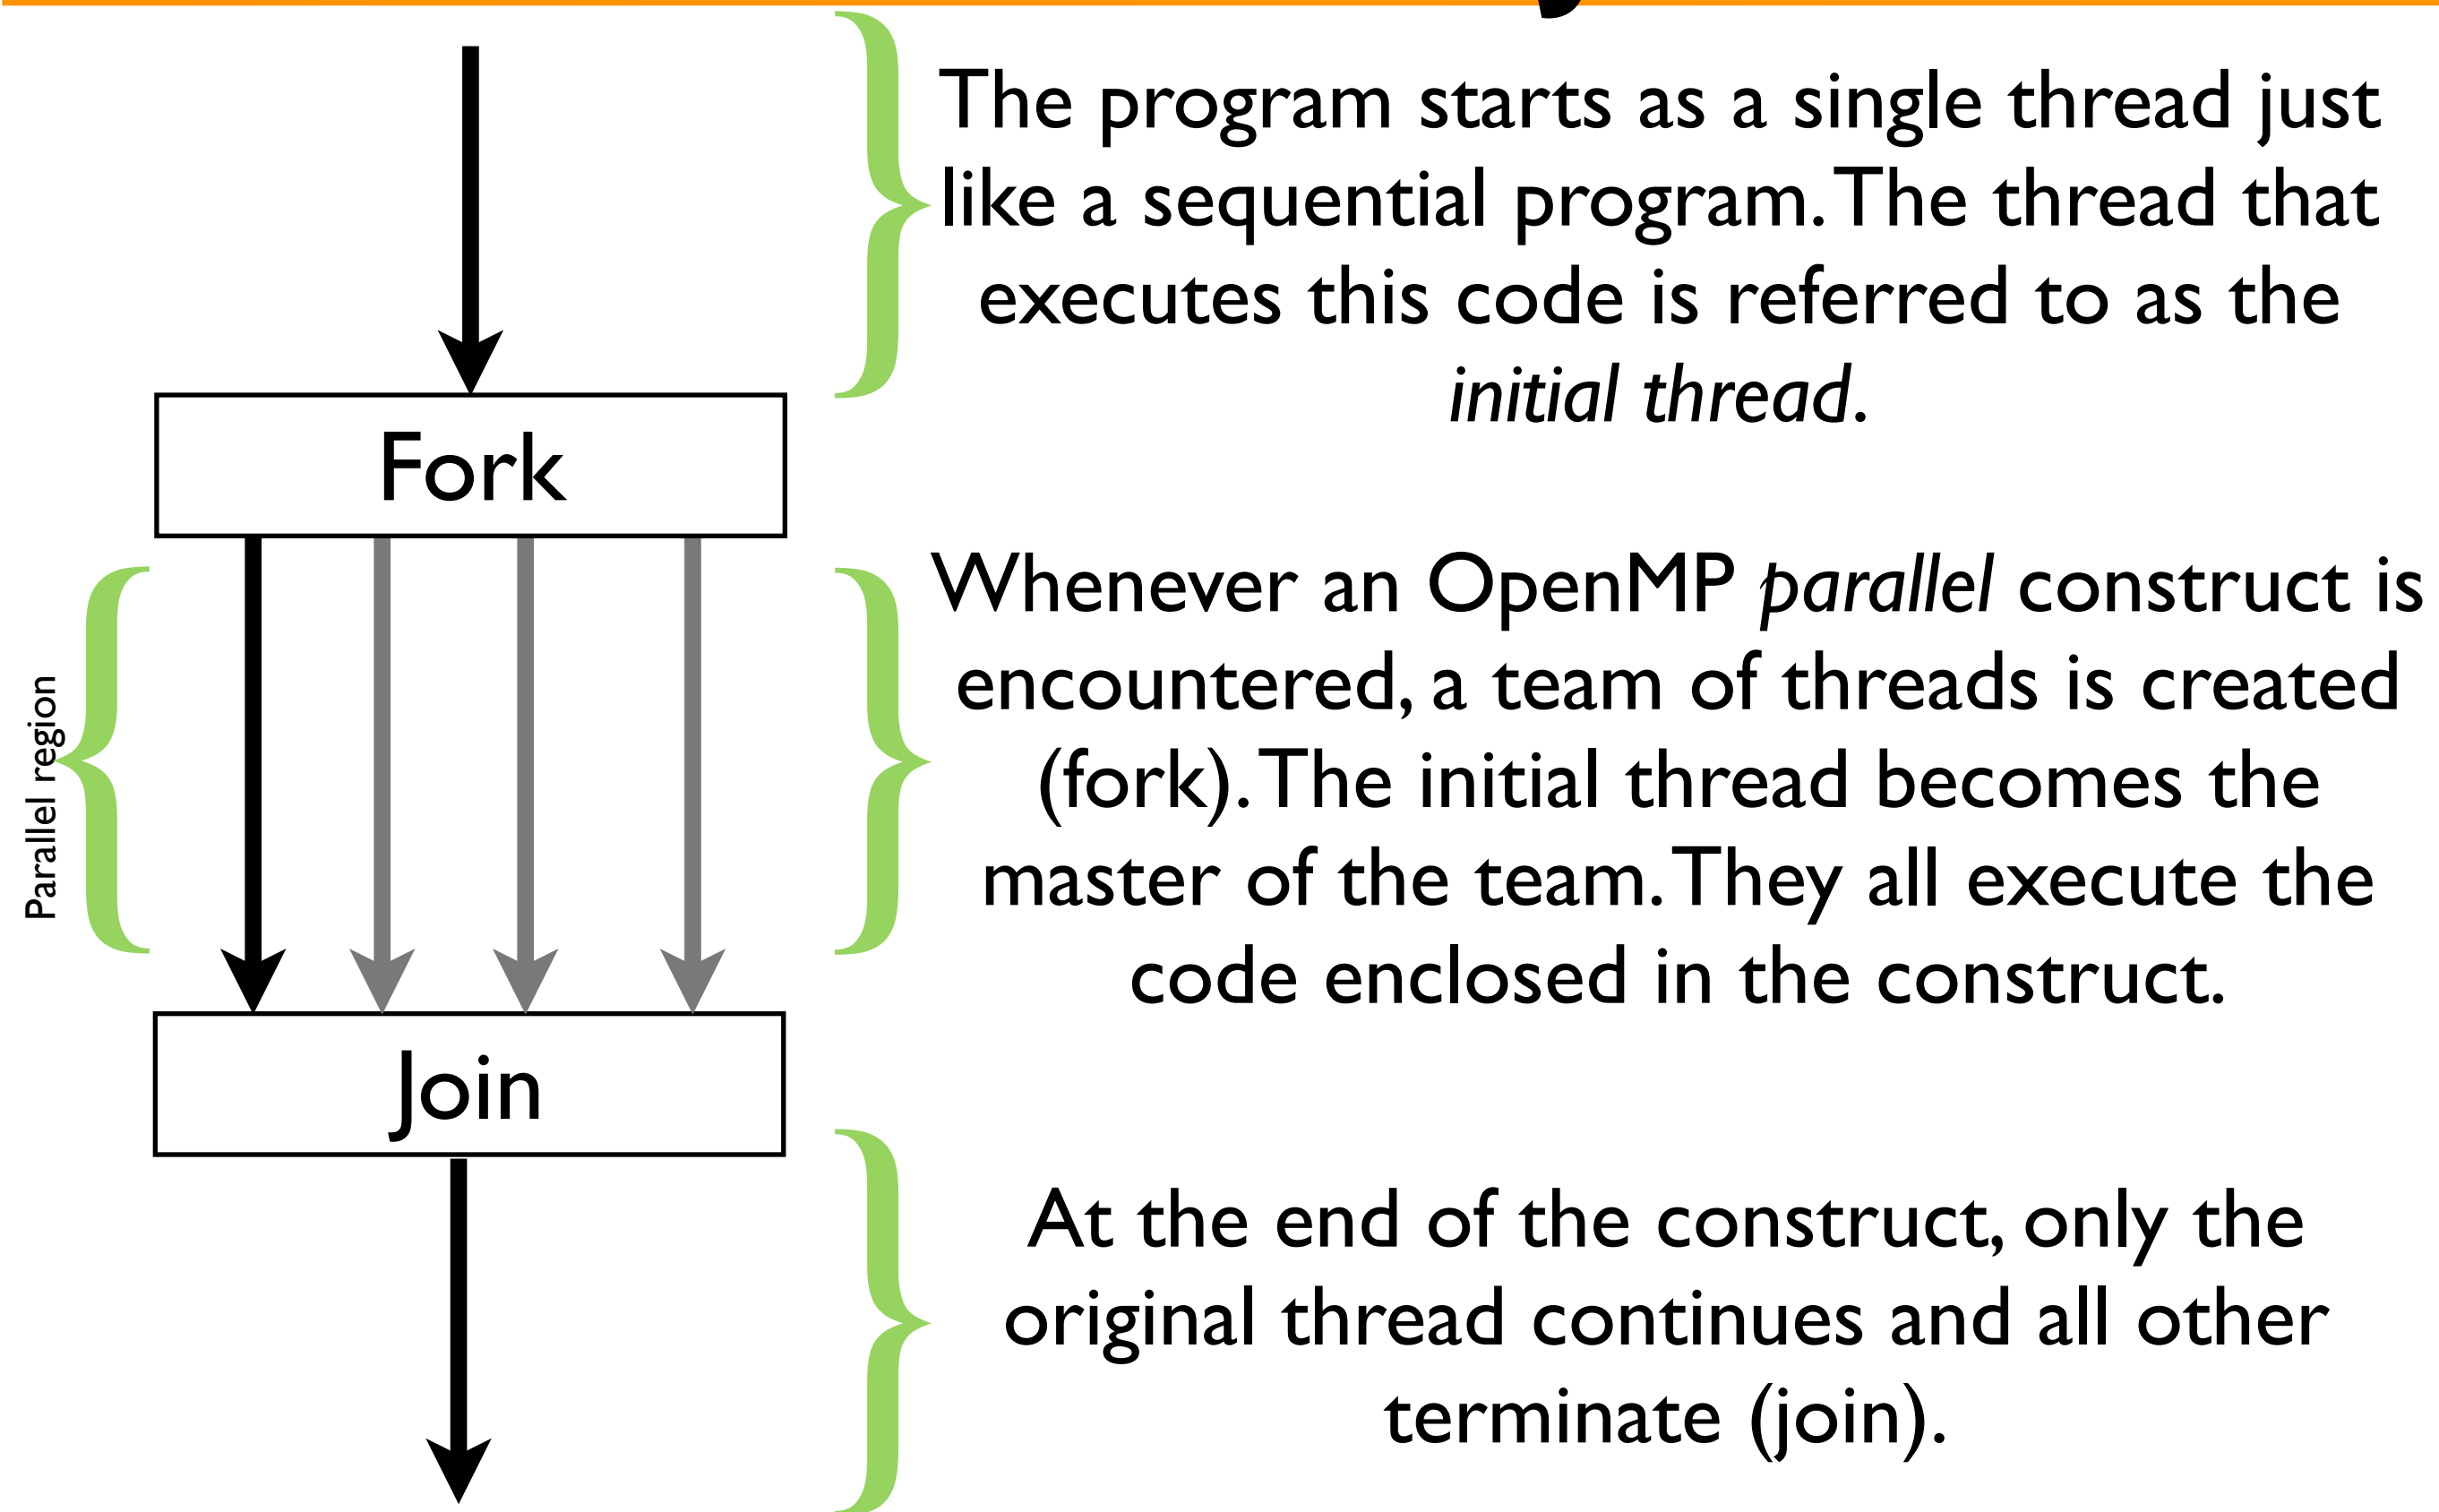 The program starts as a single thread just
like a sequential program. The thread that
executes this code is referred to as the
initial thread.
Fork
Parallel region
Whenever an OpenMP parallel construct is
encountered, a team of threads is created
(fork). The initial thread becomes the
master of the team. They all execute the
code enclosed in the construct.
Join
At the end of the construct, only the
original thread continues and all other
terminate (join).